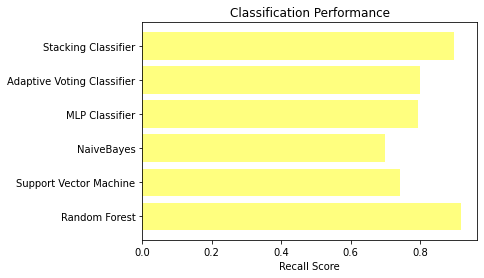 Classification Performance
Stacking Classifier
Adaptive Voting Classifier
MLP Classifier
NaiveBayes
Support Vector Machine
Random Forest
0.0 0.2 0.4 0.6 0.8
Recall Score